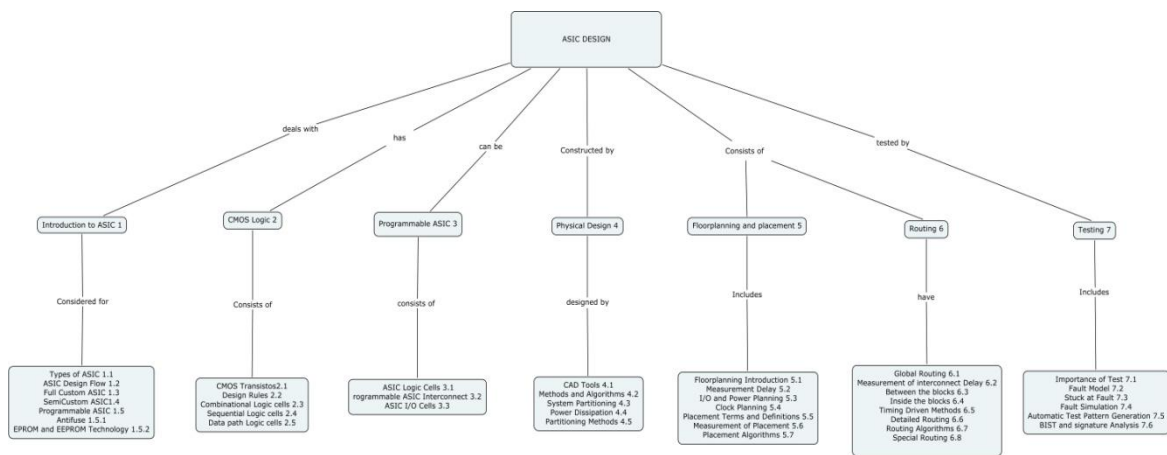 ASIC DESIGN
deals with
has
can be
Constructed by
Consists of
tested by
Introduction to ASIC 1
CMOS Logic 2
Programmable ASIC 3
Physical Design 4
Floorplanning and placement 5
Routing 6
Testing 7
Considered for
Consists of
consists of
designed by
Includes
have
Includes
Types of ASIC 1.1
ASIC Design Flow 1.2
Full Custom ASIC 1.3
SemiCustom ASIC1.4
Programmable ASIC 1.5
Antifuse 1.5.1
EPROM and EEPROM Technology 1.5.2
CMOS Transistos2.1
Design Rules 2.2
Combinational Logic cells 2.3
Sequential Logic cells 2.4
Data path Logic cells 2.5
ASIC Logic Cells 3.1
rogrammable ASIC Interconnect 3.2
ASIC I/O Cells 3.3
CAD Tools 4.1
Methods and Algorithms 4.2
System Partitioning 4.3
Power Dissipation 4.4
Partitioning Methods 4.5
Floorplanning Introduction 5.1
Measurement Delay 5.2
I/O and Power Planning 5.3
Clock Planning 5.4
Placement Terms and Definitions 5.5
Measurement of Placement 5.6
Placement Algorithms 5.7
Global Routing 6.1
Measurement of interconnect Delay 6.2
Between the blocks 6.3
Inside the blocks 6.4
Timing Driven Methods 6.5
Detailed Routing 6.6
Routing Algorithms 6.7
Special Routing 6.8
Importance of Test 7.1
Fault Model 7.2
Stuck at Fault 7.3
Fault Simulation 7.4
Automatic Test Pattern Generation 7.5
BIST and signature Analysis 7.6